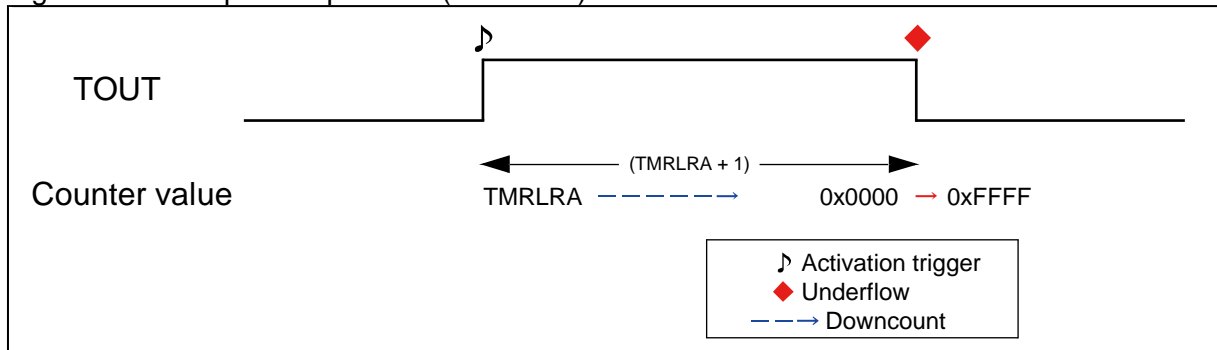 TOUT
(TMRLRA + 1)
Counter value TMRLRA 0x0000 → 0xFFFF
Activation trigger
Underflow
Downcount